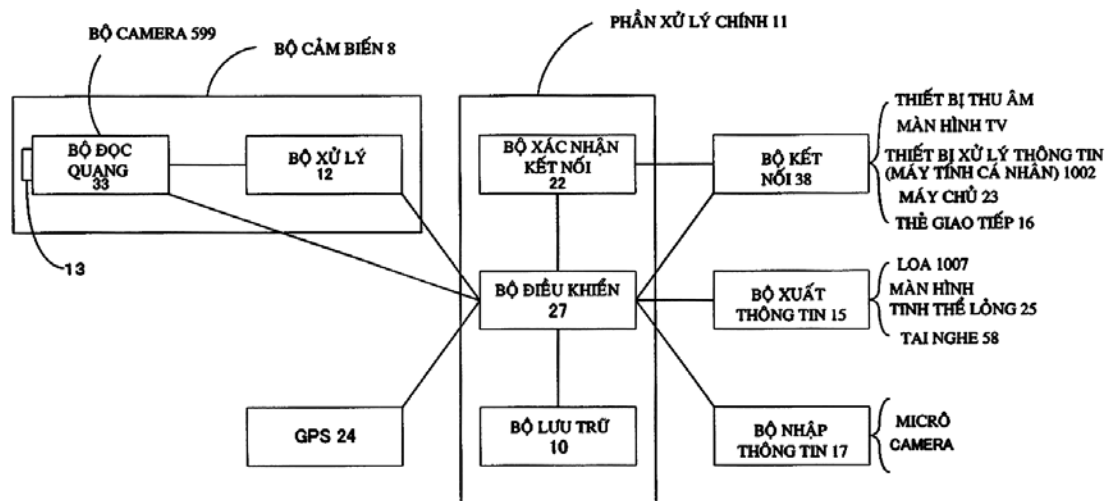 BỘ CAMERA 599
BỘ CẢM BIẾN 8
PHẦN XỬ LÝ CHÍNH 11
BỘ ĐỌC
QUANG
33
BỘ XỬ LÝ
12
BỘ XÁC NHẬN
KẾT NỐI
22
BỘ KẾT
NỐI 38
THIẾT BỊ THU ÂM
MÀN HÌNH TV
THIẾT BỊ XỬ LÝ THÔNG TIN
(MÁY TÍNH CÁ NHÂN) 1002
MÁY CHỦ 23
THẺ GIAO TIẾP 16
13
BỘ ĐIỀU KHIỂN
27
BỘ XUẤT
THÔNG TIN 15
LOA 1007
MÀN HÌNH
TINH THỂ LỎNG 25
TAI NGHE 58
GPS 24
BỘ LƯU TRỮ
10
BỘ NHẬP
THÔNG TIN 17
MICRÔ
CAMERA